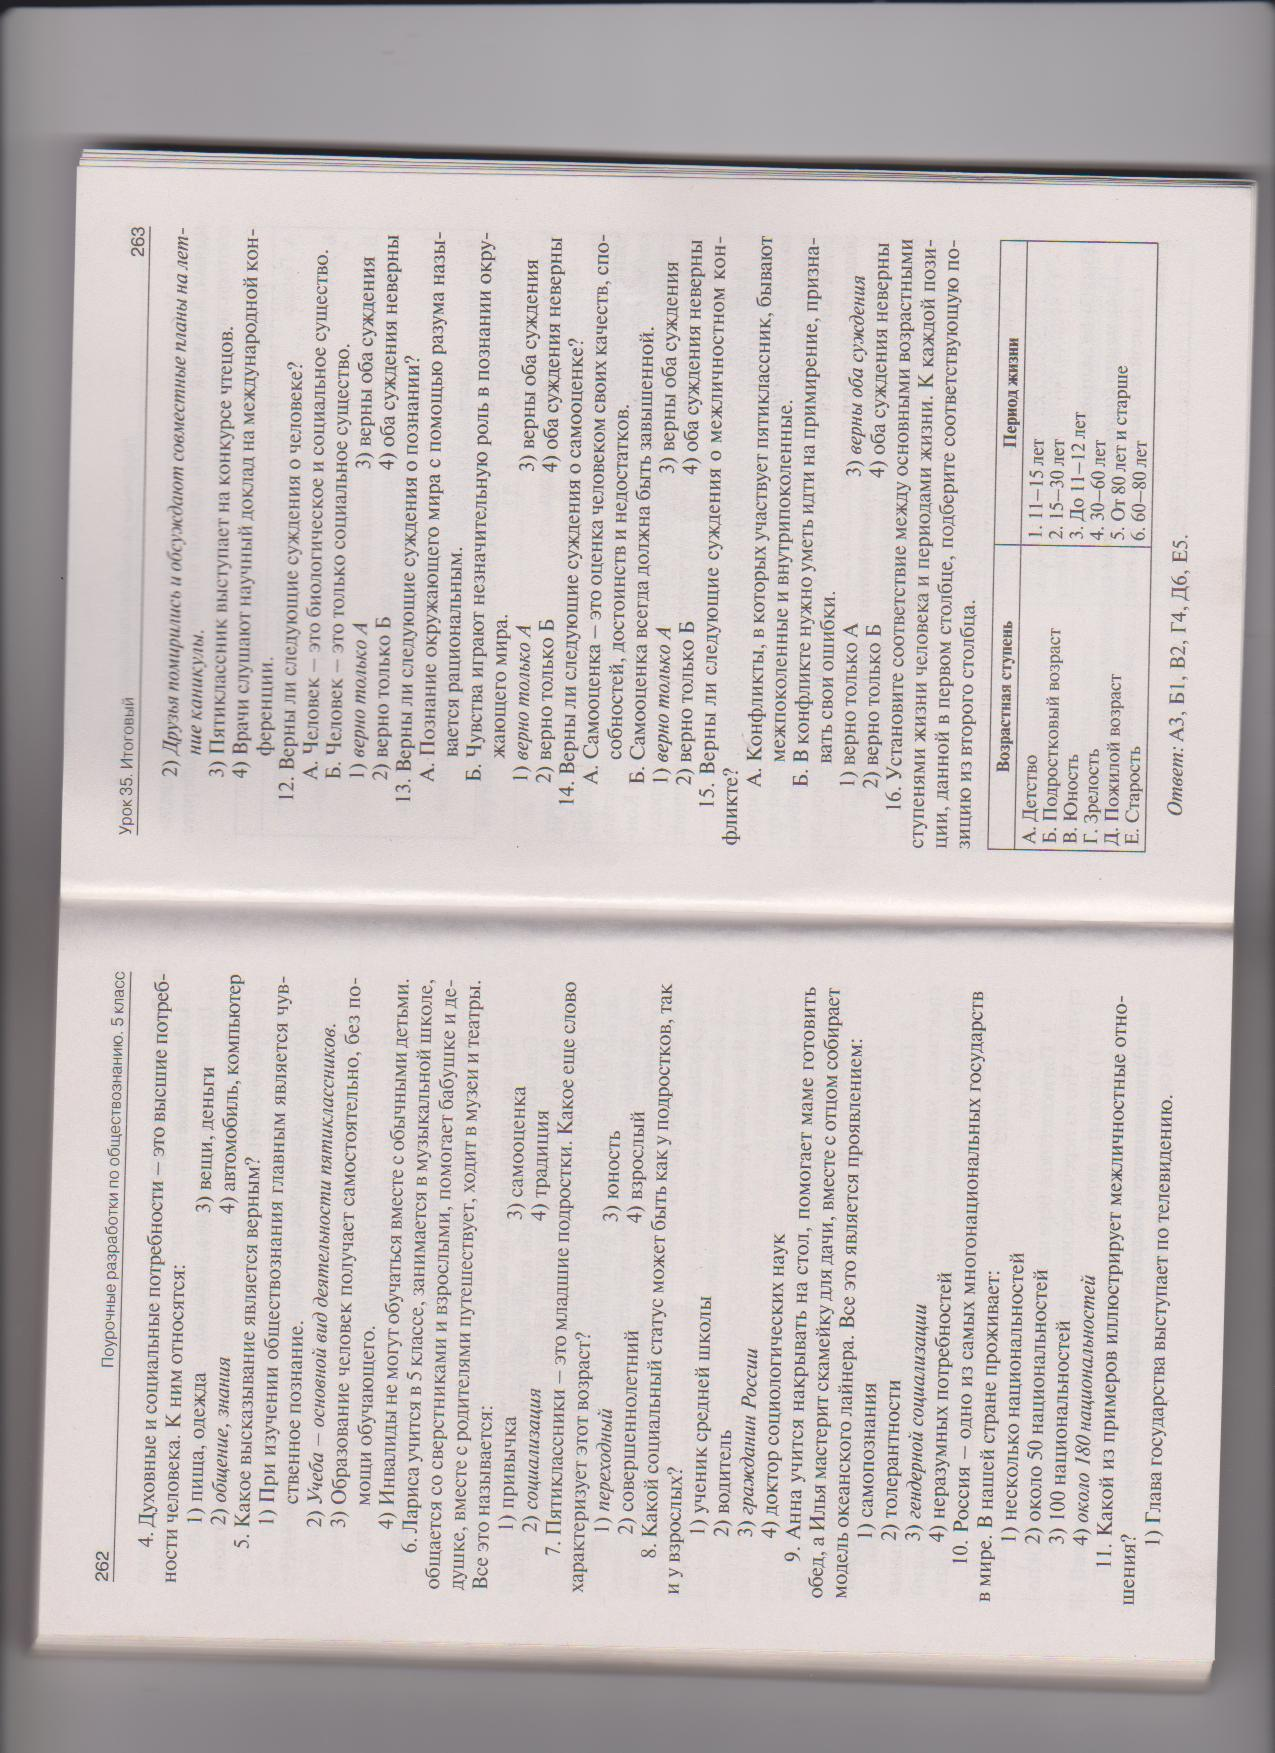 262
Поурочные разработки по обществознанию. 5 класс
4. Духовные и социальные потребности – это высшие потреб-
ности человека. К ним относятся:
1) пища, одежда
3) вещи, деньги
2) общение, знания
4) автомобиль, компьютер
5. Какое высказывание является верным?
1) При изучении обществознания главным является чув-
ственное познание.
2) Учеба – основной вид деятельности пятиклассников.
3) Образование человек получает самостоятельно, без по-
мощи обучающего.
4) Инвалиды не могут обучаться вместе с обычными детьми.
6. Лариса учится в 5 классе, занимается в музыкальной школе,
общается со сверстниками и взрослыми, помогает бабушке и де-
душке, вместе с родителями путешествует, ходит в музеи и театры.
Все это называется:
1) привычка
3) самооценка
2) социализация
4) традиция
7. Пятиклассники – это младшие подростки. Какое еще слово
характеризует этот возраст?
1) переходный
3) юность
2) совершеннолетний
4) взрослый
8. Какой социальный статус может быть как у подростков, так
и у взрослых?
1) ученик средней школы
2) водитель
3) гражданин России
4) доктор социологических наук
9. Анна учится накрывать на стол, помогает маме готовить
обед, а Илья мастерит скамейку для дачи, вместе с отцом собирает
модель океанского лайнера. Все это является проявлением:
1) самопознания
2) толерантности
3) гендерной социализации
4) неразумных потребностей
10. Россия – одно из самых многонациональных государств
в мире. В нашей стране проживает:
1) несколько национальностей
2) около 50 национальностей
3) 100 национальностей
4) около 180 национальностей
11. Какой из примеров иллюстрирует межличностные отно-
шения?
1) Глава государства выступает по телевидению.
Урок 35. Итоговый
263
2) Друзья помирились и обсуждают совместные планы на лет-
ние каникулы.
3) Пятиклассник выступает на конкурсе чтецов.
4) Врачи слушают научный доклад на международной кон-
ференции.
12. Верны ли следующие суждения о человеке?
А. Человек – это биологическое и социальное существо.
Б. Человек – это только социальное существо.
1) верно только А
3) верны оба суждения
2) верно только Б
4) оба суждения неверны
13. Верны ли следующие суждения о познании?
А. Познание окружающего мира с помощью разума назы-
вается рациональным.
Б. Чувства играют незначительную роль в познании окру-
жающего мира.
1) верно только А
3) верны оба суждения
2) верно только Б
4) оба суждения неверны
14. Верны ли следующие суждения о самооценке?
А. Самооценка – это оценка человеком своих качеств, спо-
собностей, достоинств и недостатков.
Б. Самооценка всегда должна быть завышенной.
1) верно только А
3) верны оба суждения
2) верно только Б
4) оба суждения неверны
15. Верны ли следующие суждения о межличностном кон-
фликте?
А. Конфликты, в которых участвует пятиклассник, бывают
межпоколенные и внутрипоколенные.
Б. В конфликте нужно уметь идти на примирение, призна-
вать свои ошибки.
1) верно только А
3) верны оба суждения
2) верно только Б
4) оба суждения неверны
16. Установите соответствие между основными возрастными
ступенями жизни человека и периодами жизни. К каждой пози-
ции, данной в первом столбце, подберите соответствующую по-
зицию из второго столбца.
Возрастная ступень
Период жизни
А. Детство
1. 11–15 лет
Б. Подростковый возраст
2. 15–30 лет
В. Юность
3. До 11–12 лет
Г. Зрелость
4. 30–60 лет
Д. Пожилой возраст
5. От 80 лет и старше
Е. Старость
6. 60–80 лет
Ответ: А3, Б1, В2, Г4, Д6, Е5.